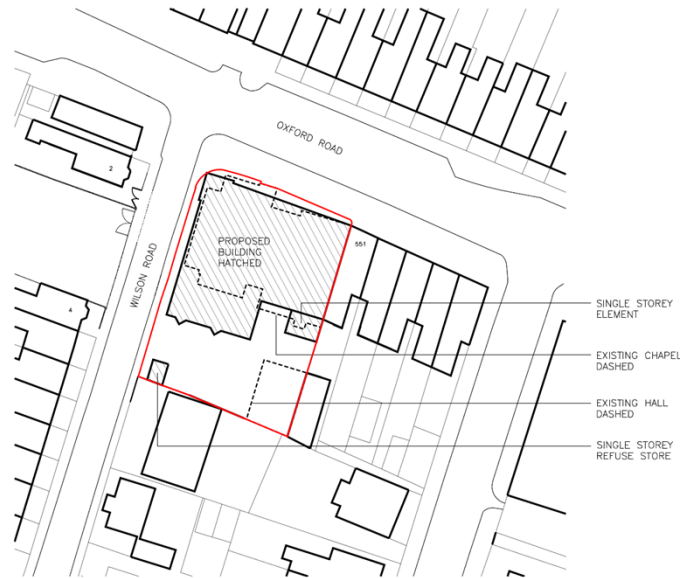 OXFORD ROAD
2
PROPOSED
BUILDING
HATCHED
551
WILSON ROAD
4
SINGLE STOREY
ELEMENT
EXISTING CHAPEL
DASHED
EXISTING HALL
DASHED
SINGLE STOREY
REFUSE STORE